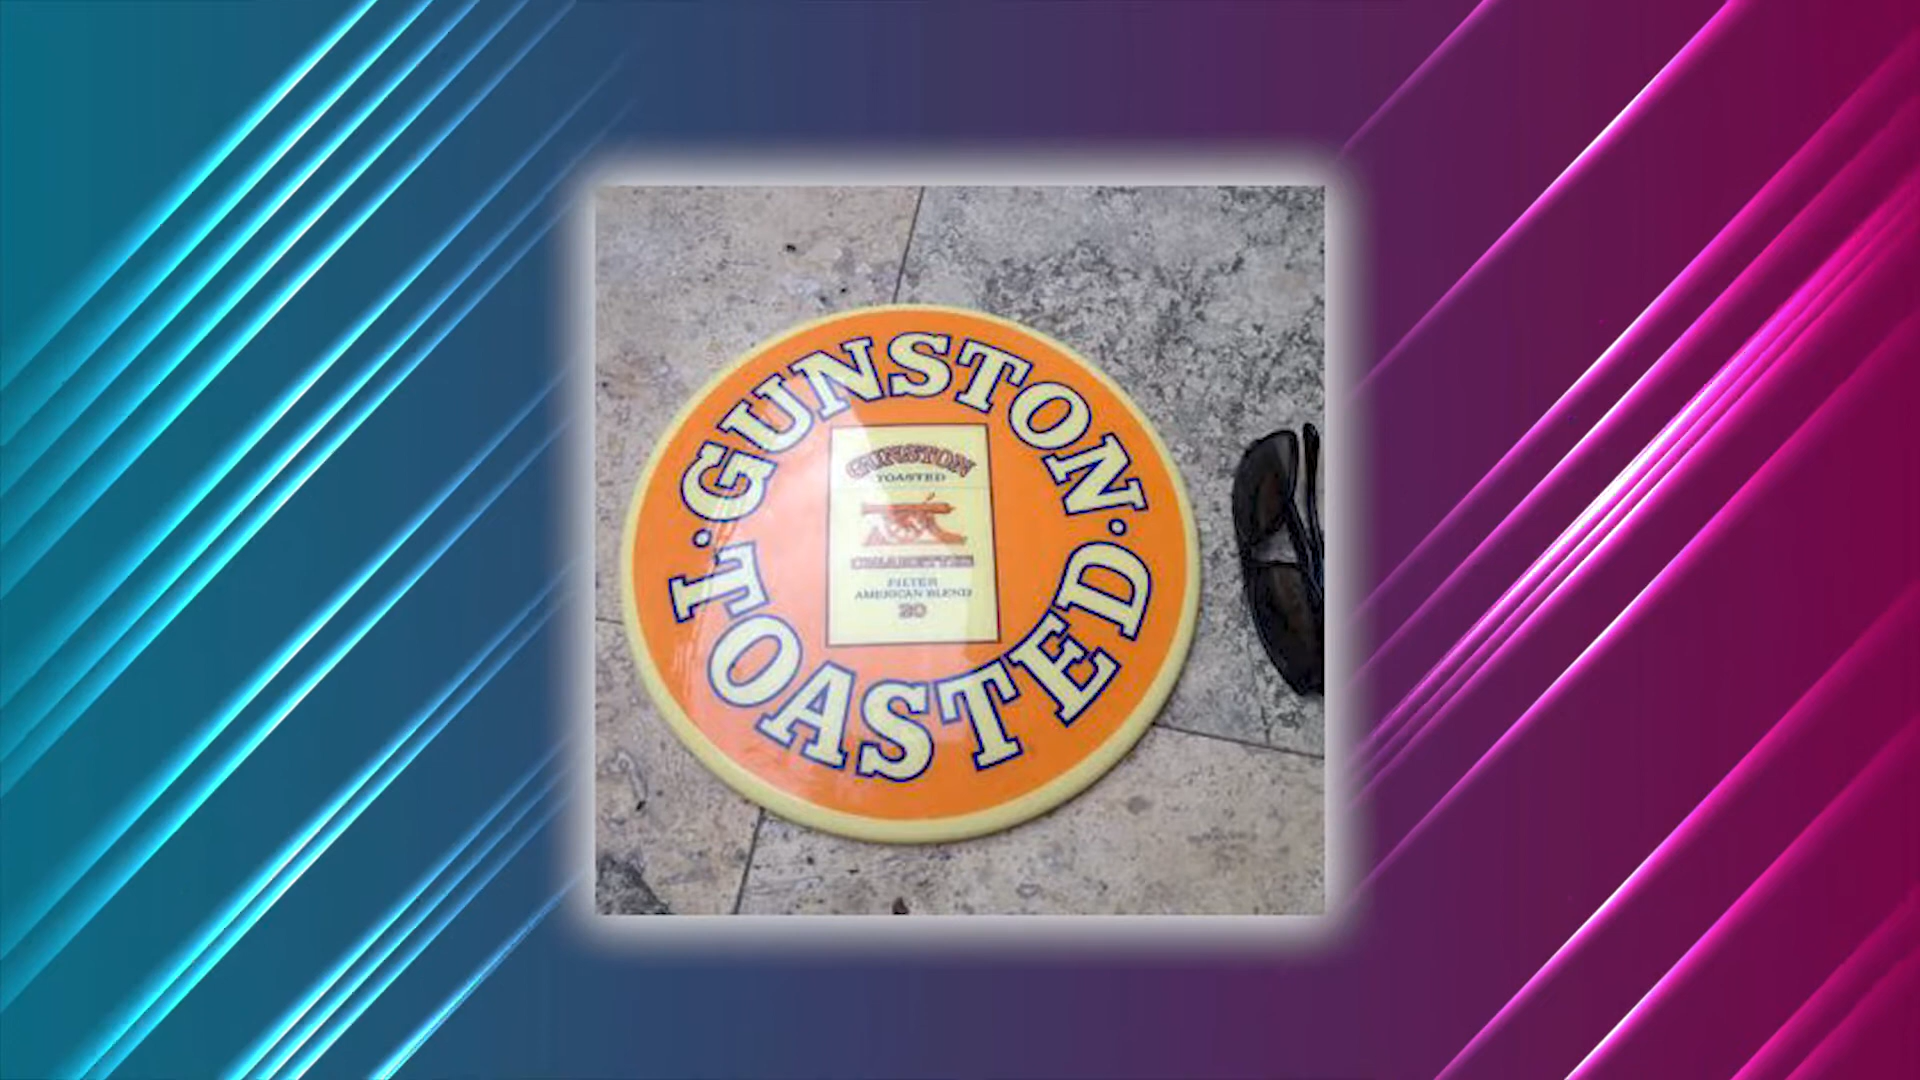 ·GUNSTON·
TOASTED
GUNSTON
TOASTED
CIGARETTES
FILTER
AMERICAN BLEND
20